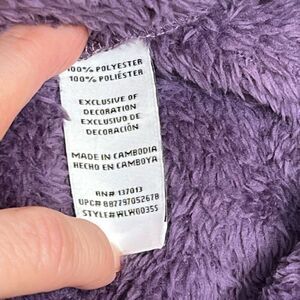 100% POLYESTER
100% POLIÉSTER
EXCLUSIVE OF
DECORATION
EXCLUSIVO DE
DECORACIÓN
MADE IN CAMBODIA
HECHO EN CAMBOYA
RN# 137013
UPC# 887797052678
STYLE# WLW00355